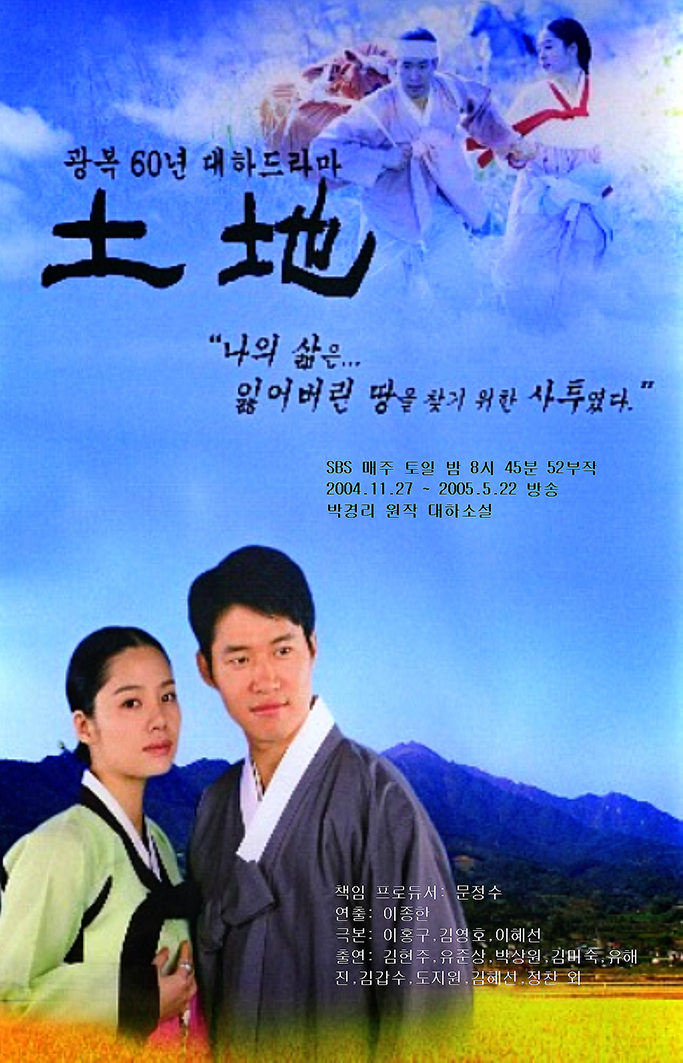 광복 60년 대하드라마
土地
“나의 삶은...
잃어버린 땅을 찾기 위한 사투였다.”
SBS 매주 토일 밤 8시 45분 52부작
2004.11.27 ~ 2005.5.22 방송
박경리 원작 대하소설
책임 프로듀서: 문정수
연출: 이종한
극본: 이홍구,김영호,이혜선
출연: 김현주,유준상,박상원,김미숙,유해
진,김갑수,도지원,김혜선,정찬 외